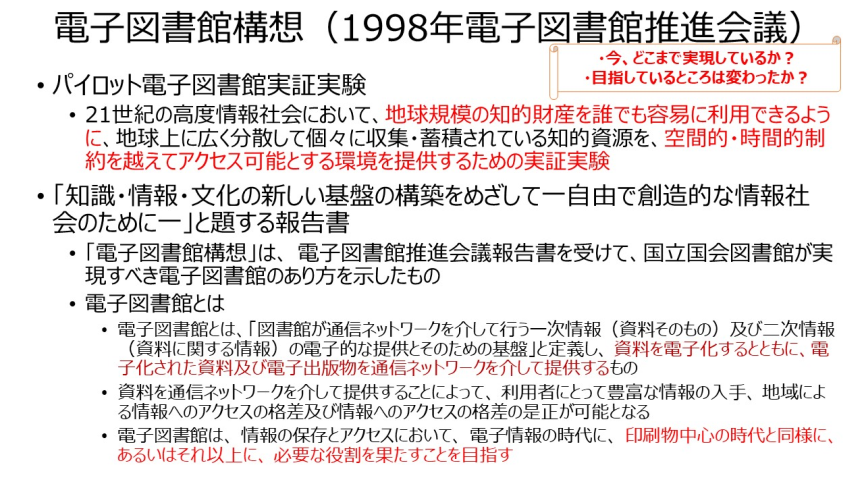 電子図書館構想（1998年電子図書館推進会議）
・今、どこまで実現しているか？
・目指しているところは変わったか？
• パイロット電子図書館実証実験
• 21世紀の高度情報社会において、地球規模の知的財産を誰でも容易に利用できるよう
に、地球上に広く分散して個々に収集・蓄積されている知的資源を、空間的・時間的制
約を越えてアクセス可能とする環境を提供するための実証実験
• 「知識・情報・文化の新しい基盤の構築をめざして－自由で創造的な情報社
会のために－」と題する報告書
• 「電子図書館構想」は、電子図書館推進会議報告書を受けて、国立国会図書館が実
現すべき電子図書館のあり方を示したもの
• 電子図書館とは
• 電子図書館とは、「図書館が通信ネットワークを介して行う一次情報（資料そのもの）及び二次情報
（資料に関する情報）の電子的な提供とそのための基盤」と定義し、資料を電子化するとともに、電
子化された資料及び電子出版物を通信ネットワークを介して提供するもの
• 資料を通信ネットワークを介して提供することによって、利用者にとって豊富な情報の入手、地域によ
る情報へのアクセスの格差及び情報へのアクセスの格差の是正が可能となる
• 電子図書館は、情報の保存とアクセスにおいて、電子情報の時代に、印刷物中心の時代と同様に、
あるいはそれ以上に、必要な役割を果たすことを目指す